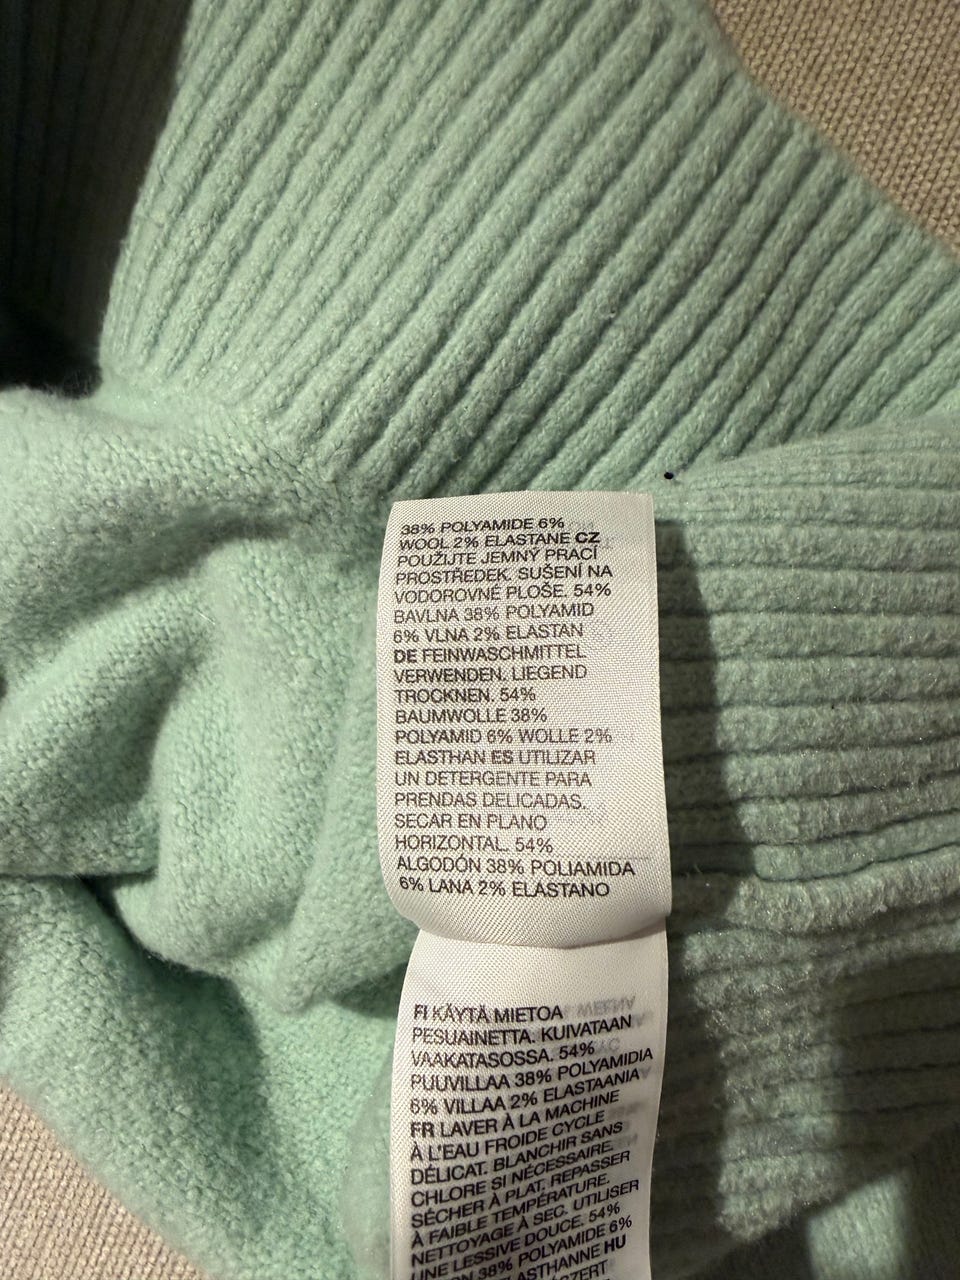 38% POLYAMIDE 6%
WOOL 2% ELASTANE CZ
POUŽIJTE JEMNÝ PRACÍ
PROSTŘEDEK. SUŠENÍ NA
VODOROVNÉ PLOŠE. 54%
BAVLNA 38% POLYAMID
6% VLNA 2% ELASTAN
DE FEINWASCHMITTEL
VERWENDEN. LIEGEND
TROCKNEN. 54%
BAUMWOLLE 38%
POLYAMID 6% WOLLE 2%
ELASTHAN ES UTILIZAR
UN DETERGENTE PARA
PRENDAS DELICADAS.
SECAR EN PLANO
HORIZONTAL. 54%
ALGODÓN 38% POLIAMIDA
6% LANA 2% ELASTANO
FI KÄYTÄ MIETOA
PESUAINETTA. KUIVATAAN
VAAKATASOSSA. 54%
PUUVILLAA 38% POLYAMIDIA
6% VILLAA 2% ELASTAANIA
FR LAVER À LA MACHINE
À L'EAU FROIDE CYCLE
DÉLICAT. BLANCHIR SANS
CHLORE SI NÉCESSAIRE.
SÉCHER À PLAT. REPASSER
À FAIBLE TEMPÉRATURE.
NETTOYAGE À SEC. UTILISER
UNE LESSIVE DOUCE. 54%
38% POLYAMIDE 6%
HU